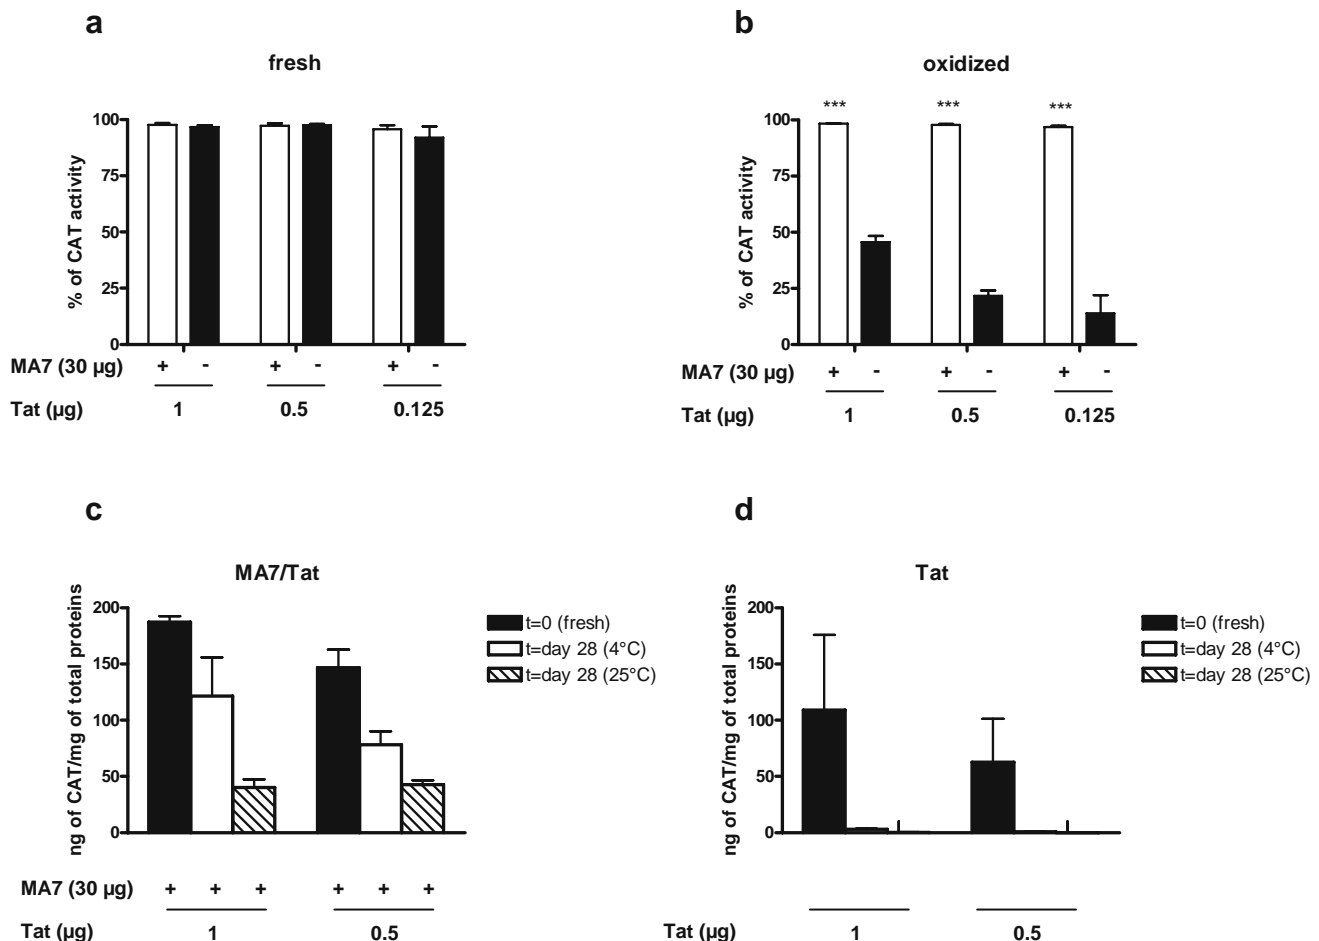 a
fresh
% of CAT activity
100
75
50
25
0
MA7 (30 µg) + - + - + -
Tat (µg) 1 0.5 0.125
b
oxidized
% of CAT activity
*** *** ***
100
75
50
25
0
MA7 (30 µg) + - + - + -
Tat (µg) 1 0.5 0.125
c
MA7/Tat
ng of CAT/mg of total proteins
200
150
100
50
0
t=0 (fresh)
t=day 28 (4°C)
t=day 28 (25°C)
MA7 (30 µg) + + + + + +
Tat (µg) 1 0.5
d
Tat
ng of CAT/mg of total proteins
200
150
100
50
0
t=0 (fresh)
t=day 28 (4°C)
t=day 28 (25°C)
Tat (µg) 1 0.5